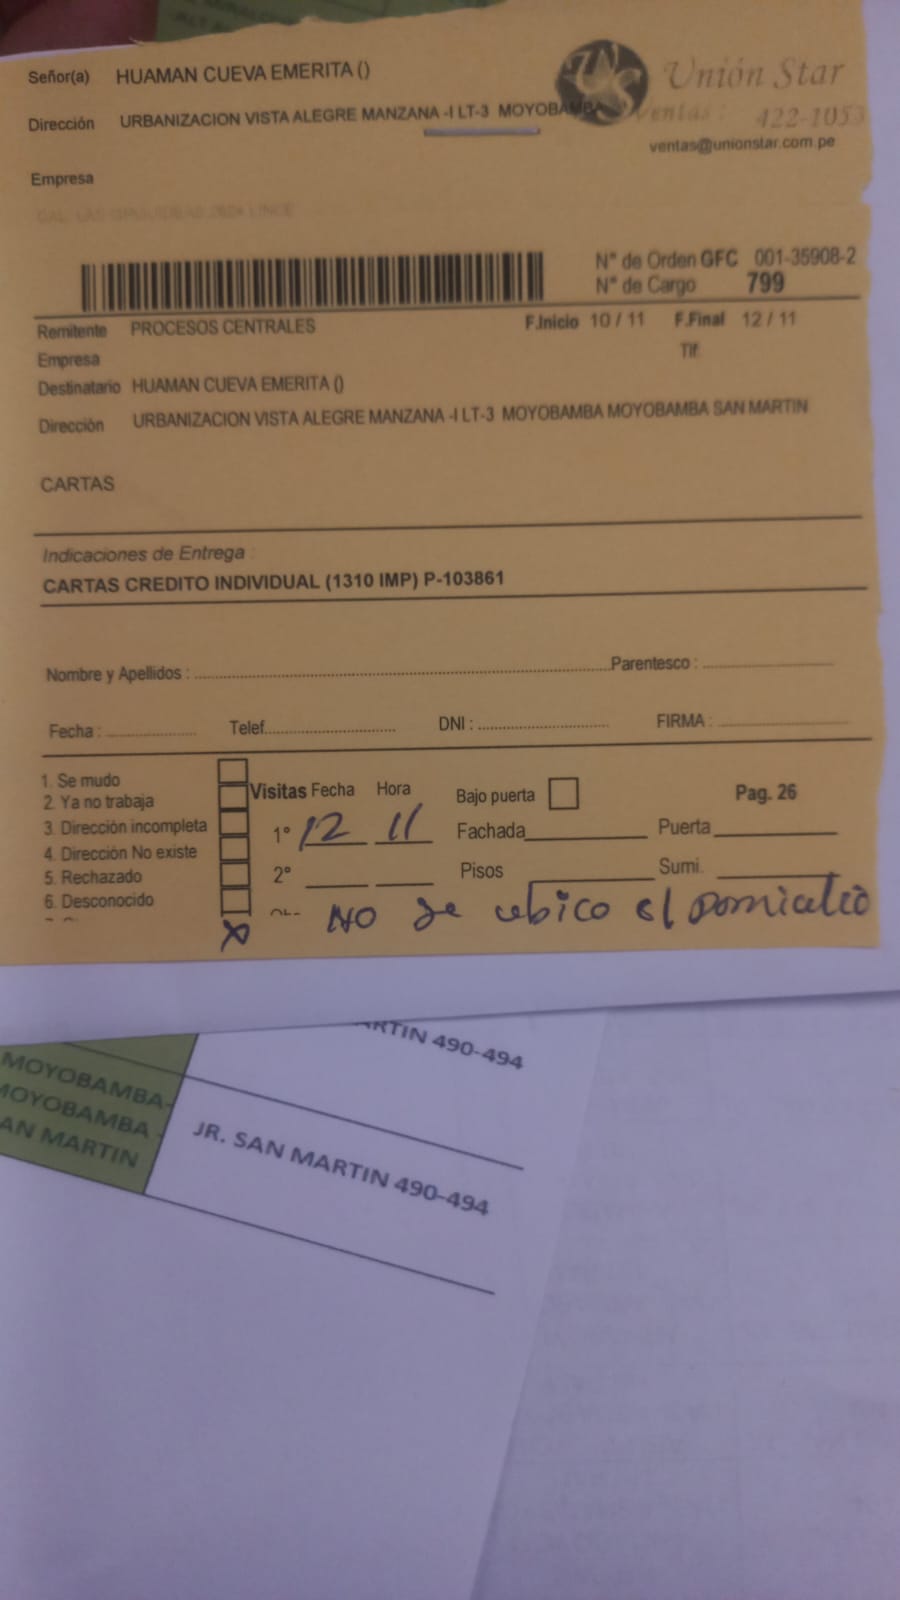 Señor(a) HUAMAN CUEVA EMERITA ()
Unión Star
Dirección URBANIZACION VISTA ALEGRE MANZANA -I LT-3 MOYOBAMBA
Ventas : 422-1053
ventas@unionstar.com.pe
Empresa
N° de Orden GFC 001-35908-2
N° de Cargo 799
Remitente PROCESOS CENTRALES F.Inicio 10 / 11 F.Final 12 / 11
Empresa Tlf.
Destinatario HUAMAN CUEVA EMERITA ()
Dirección URBANIZACION VISTA ALEGRE MANZANA -I LT-3 MOYOBAMBA MOYOBAMBA SAN MARTIN
CARTAS
Indicaciones de Entrega :
CARTAS CREDITO INDIVIDUAL (1310 IMP) P-103861
Nombre y Apellidos : Parentesco :
Fecha : Telef. DNI : FIRMA :
1. Se mudo
2. Ya no trabaja
3. Dirección incompleta
4. Dirección No existe
5. Rechazado
6. Desconocido
X
Visitas Fecha Hora Bajo puerta Pag. 26
1° 12 11 Fachada Puerta
2° Pisos Sumi.
NO se ubico el Domicilio
MARTIN 490-494
MOYOBAMBA-
MOYOBAMBA -
SAN MARTIN
JR. SAN MARTIN 490-494